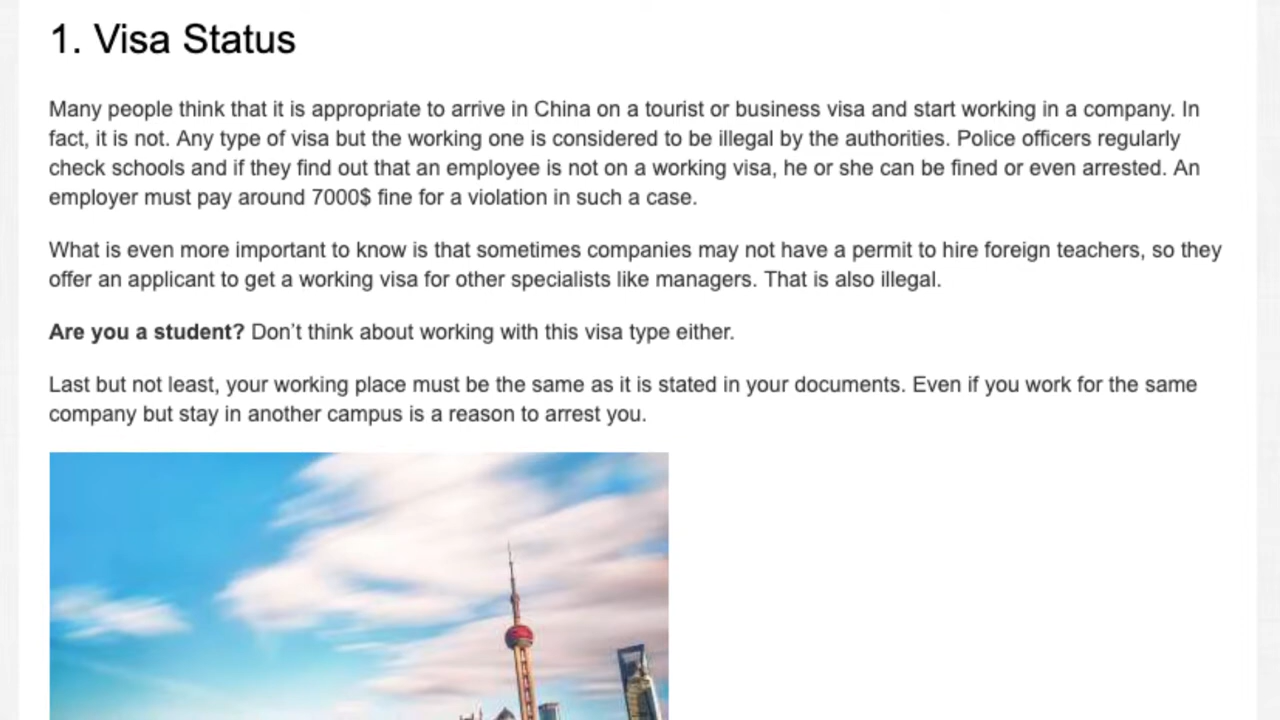 1. Visa Status
Many people think that it is appropriate to arrive in China on a tourist or business visa and start working in a company. In
fact, it is not. Any type of visa but the working one is considered to be illegal by the authorities. Police officers regularly
check schools and if they find out that an employee is not on a working visa, he or she can be fined or even arrested. An
employer must pay around 7000$ fine for a violation in such a case.
What is even more important to know is that sometimes companies may not have a permit to hire foreign teachers, so they
offer an applicant to get a working visa for other specialists like managers. That is also illegal.
Are you a student? Don’t think about working with this visa type either.
Last but not least, your working place must be the same as it is stated in your documents. Even if you work for the same
company but stay in another campus is a reason to arrest you.